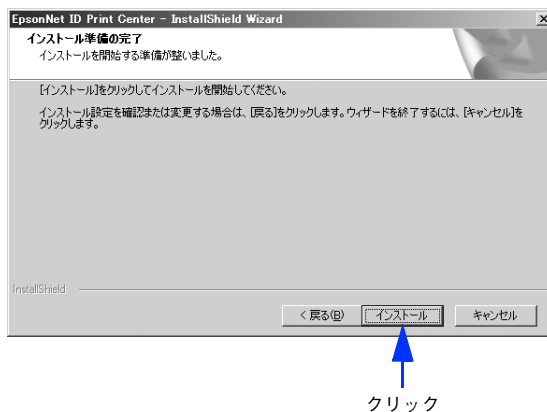 EpsonNet ID Print Center - InstallShield Wizard
インストール準備の完了
インストールを開始する準備が整いました。
[インストール]をクリックしてインストールを開始してください。
インストール設定を確認または変更する場合は、[戻る]をクリックします。ウィザードを終了するには、[キャンセル]を
クリックします。
InstallShield
< 戻る(B) インストール キャンセル
クリック